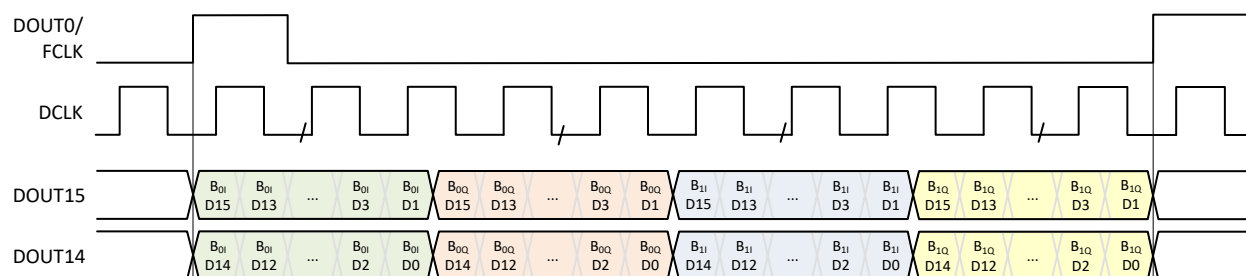 DOUT0/
FCLK
DCLK
DOUT15
B0I B0I B0I B0I B0Q B0Q B0Q B0Q B1I B1I B1I B1I B1Q B1Q B1Q B1Q
D15 D13 ... D3 D1 D15 D13 ... D3 D1 D15 D13 ... D3 D1 D15 D13 ... D3 D1
DOUT14
B0I B0I B0I B0I B0Q B0Q B0Q B0Q B1I B1I B1I B1I B1Q B1Q B1Q B1Q
D14 D12 ... D2 D0 D14 D12 ... D2 D0 D14 D12 ... D2 D0 D14 D12 ... D2 D0